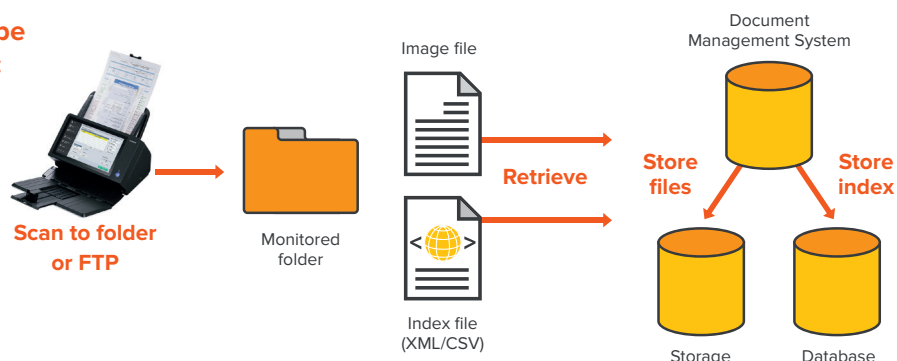 be
Scan to folder
or FTP
Monitored
folder
Image file
Index file
(XML/CSV)
Retrieve
Document
Management System
Store
files
Store
index
Storage
Database